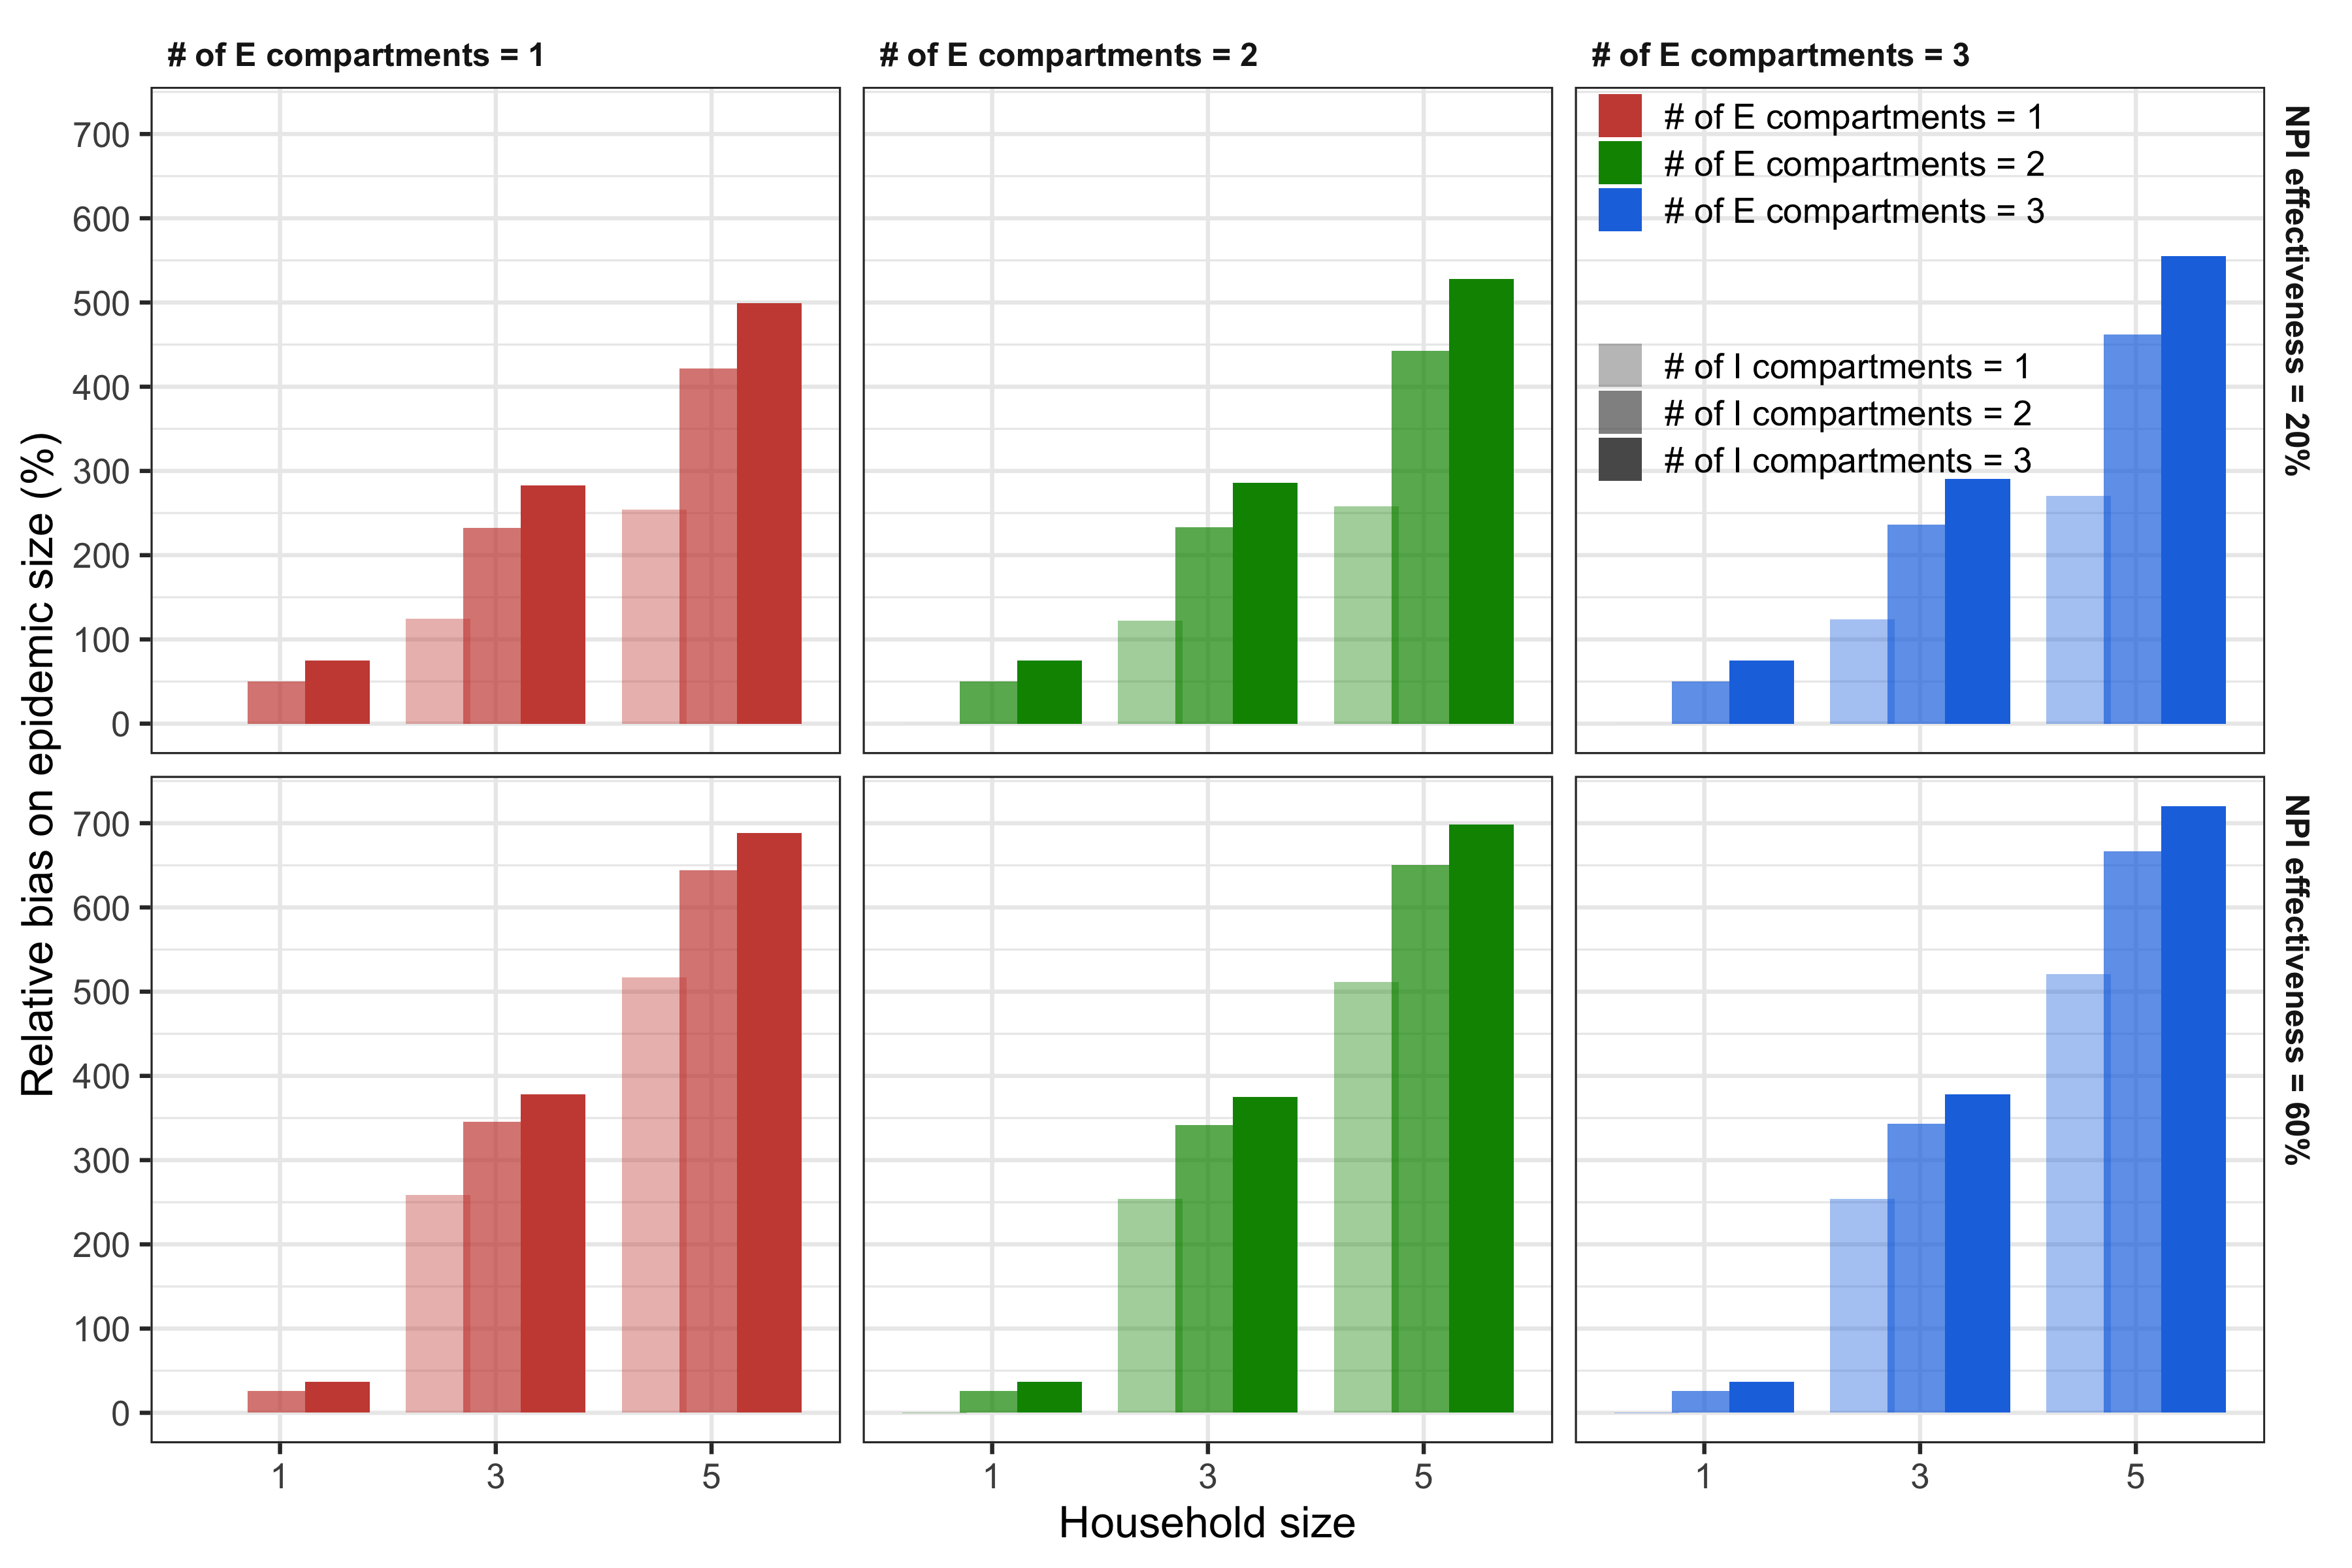 # of E compartments = 1
# of E compartments = 2
# of E compartments = 3
# of E compartments = 1
# of E compartments = 2
# of E compartments = 3
# of I compartments = 1
# of I compartments = 2
# of I compartments = 3
NPI effectiveness = 20%
700
600
500
400
300
200
100
0
Relative bias on epidemic size (%)
NPI effectiveness = 60%
700
600
500
400
300
200
100
0
1 3 5
1 3 5
1 3 5
Household size